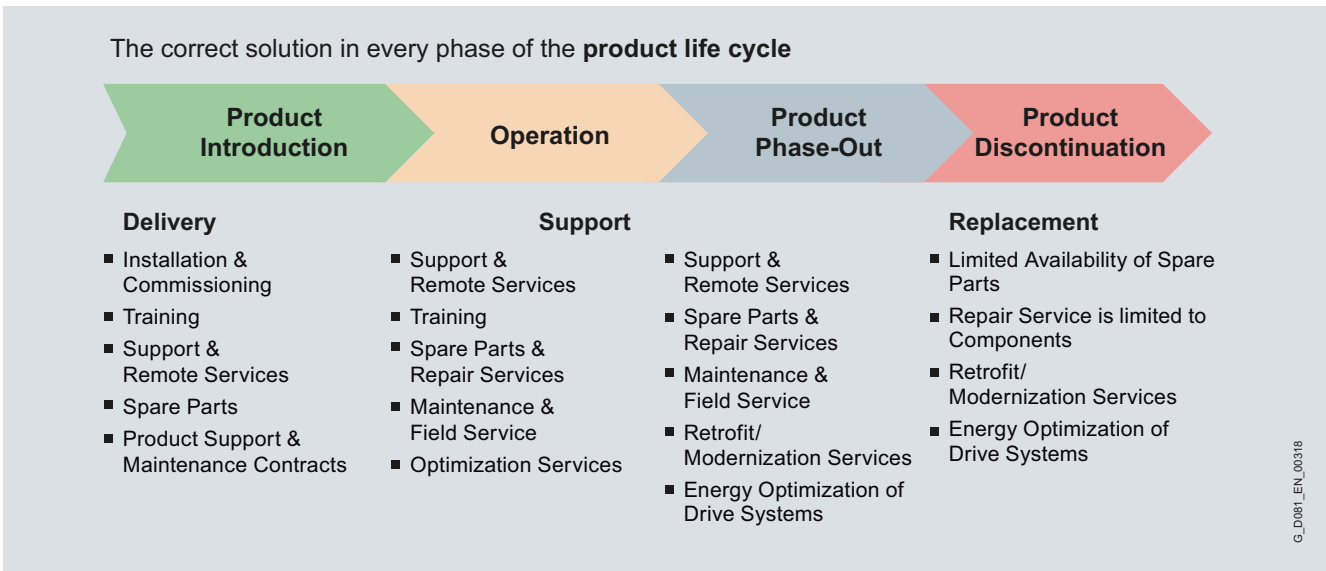 The correct solution in every phase of the product life cycle
Product
Introduction
Operation
Product
Phase-Out
Product
Discontinuation
Delivery
■ Installation &
Commissioning
■ Training
■ Support &
Remote Services
■ Spare Parts
■ Product Support &
Maintenance Contracts
Support
■ Support &
Remote Services
■ Training
■ Spare Parts &
Repair Services
■ Maintenance &
Field Service
■ Optimization Services
■ Support &
Remote Services
■ Spare Parts &
Repair Services
■ Maintenance &
Field Service
■ Retrofit/
Modernization Services
■ Energy Optimization of
Drive Systems
Replacement
■ Limited Availability of Spare
Parts
■ Repair Service is limited to
Components
■ Retrofit/
Modernization Services
■ Energy Optimization of
Drive Systems
G_D081_EN_00318